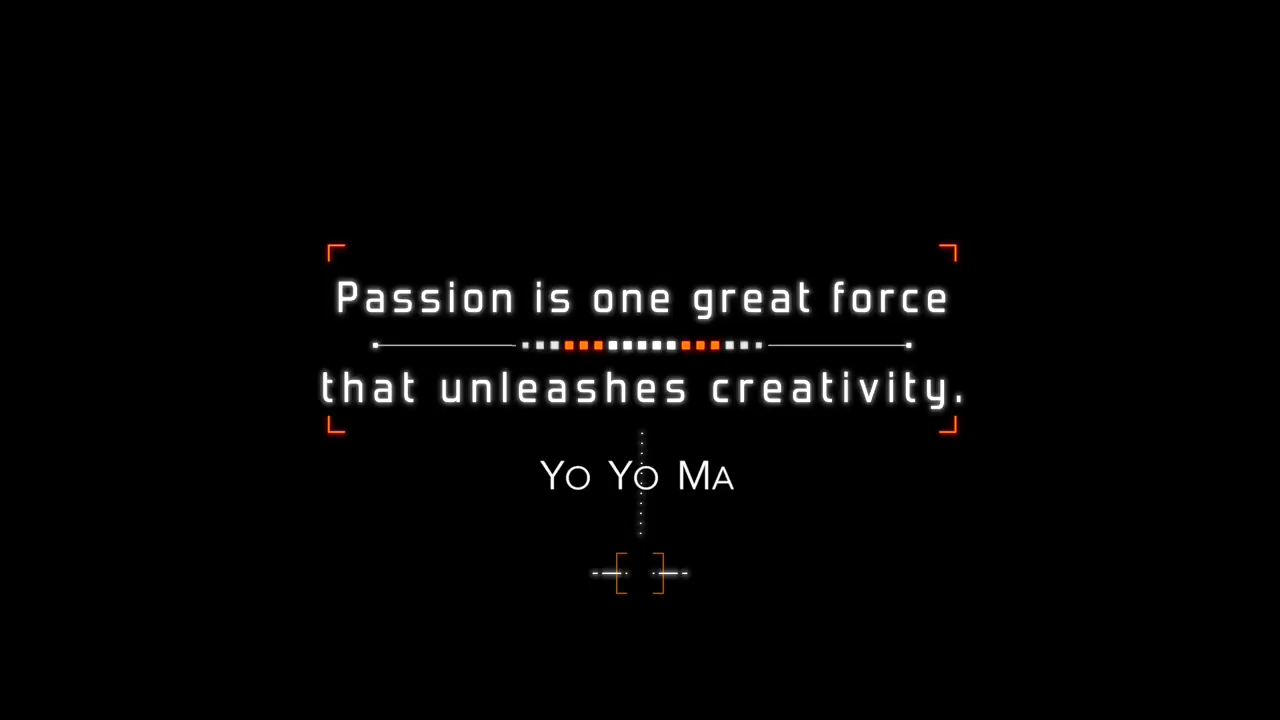 Passion is one great force
that unleashes creativity.
Yo Yo Ma